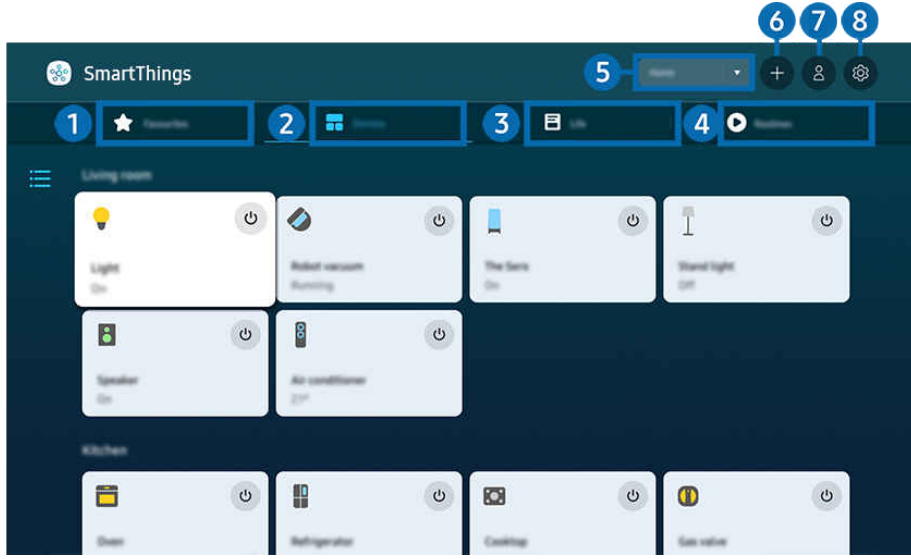 6 7 8
SmartThings
5
1 Favourites 2 Devices 3 Life 4 Routines
Living room
Light
On
Robot vacuum
Running
The Sero
On
Stand light
Off
Speaker
On
Air conditioner
Kitchen
Oven
Refrigerator
Cooktop
Gas valve